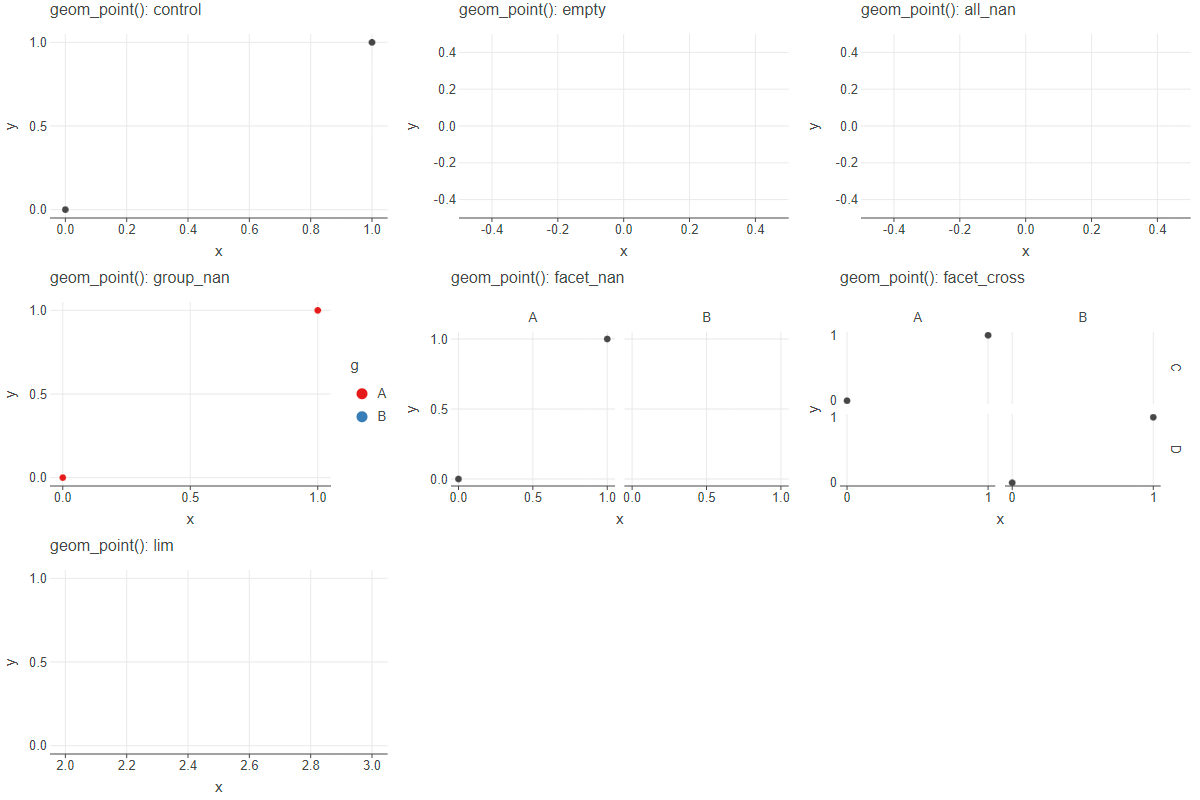 geom_point(): control
1.0
0.5
0.0
y
0.0 0.2 0.4 0.6 0.8 1.0
x
geom_point(): empty
0.4
0.2
0.0
-0.2
-0.4
y
-0.4 -0.2 0.0 0.2 0.4
x
geom_point(): all_nan
0.4
0.2
0.0
-0.2
-0.4
y
-0.4 -0.2 0.0 0.2 0.4
x
geom_point(): group_nan
1.0
0.5
0.0
y
0.0 0.5 1.0
x
g
A
B
geom_point(): facet_nan
A B
1.0
0.5
0.0
y
0.0 0.5 1.0 0.0 0.5 1.0
x
geom_point(): facet_cross
A B
1
0
C
1
0
D
y
0 1 0 1
x
geom_point(): lim
1.0
0.5
0.0
y
2.0 2.2 2.4 2.6 2.8 3.0
x